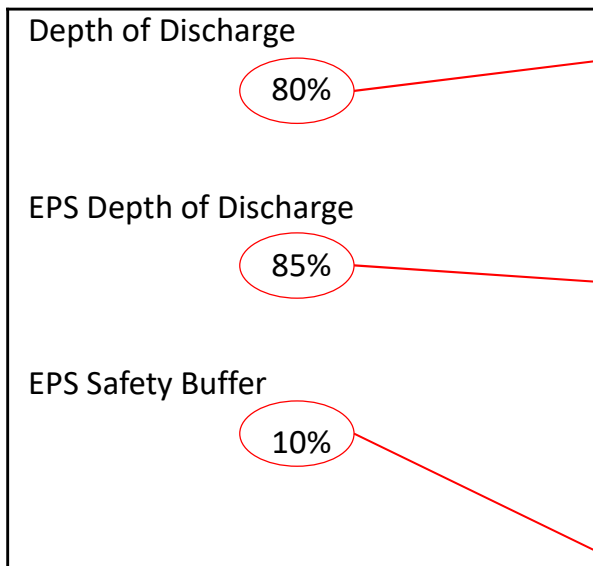 Depth of Discharge
80%
EPS Depth of Discharge
85%
EPS Safety Buffer
10%